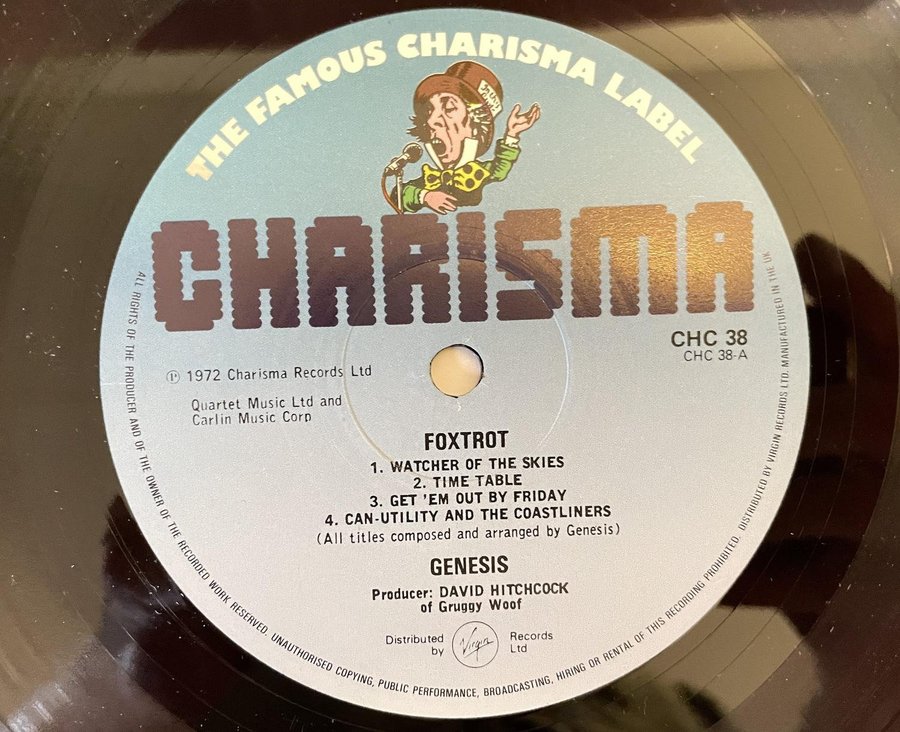 THE FAMOUS CHARISMA LABEL
CHARISMA
CHC 38
CHC 38-A
Ⓟ 1972 Charisma Records Ltd
Quartet Music Ltd and
Carlin Music Corp
FOXTROT
1. WATCHER OF THE SKIES
2. TIME TABLE
3. GET 'EM OUT BY FRIDAY
4. CAN-UTILITY AND THE COASTLINERS
(All titles composed and arranged by Genesis)
GENESIS
Producer: DAVID HITCHCOCK
of Gruggy Woof
Distributed
by
Virgin
Records
Ltd
ALL RIGHTS OF THE PRODUCER AND OF THE OWNER OF THE RECORDED WORK RESERVED. UNAUTHORISED COPYING, PUBLIC PERFORMANCE, BROADCASTING, HIRING OR RENTAL OF THIS RECORDING PROHIBITED. DISTRIBUTED BY VIRGIN RECORDS LTD. MANUFACTURED IN THE UK